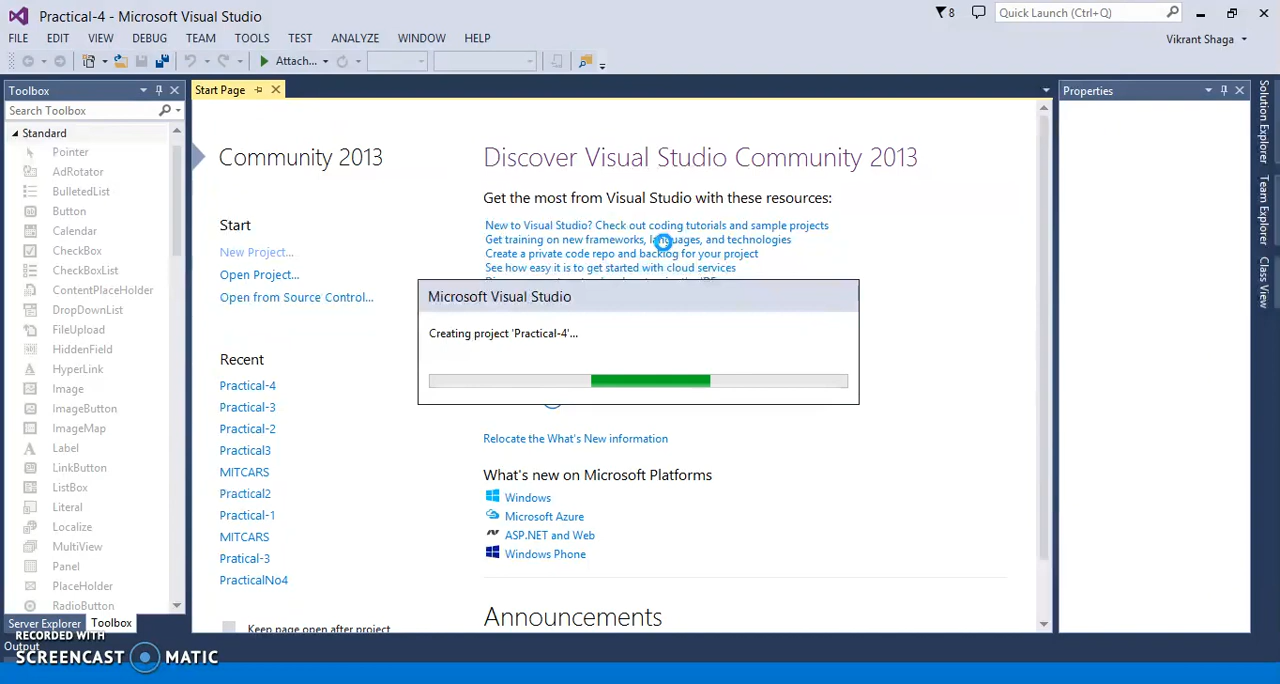 Practical-4 - Microsoft Visual Studio
8
Quick Launch (Ctrl+Q)
FILE EDIT VIEW DEBUG TEAM TOOLS TEST ANALYZE WINDOW HELP
Vikrant Shaga
Attach...
Toolbox
Search Toolbox
Standard
Pointer
AdRotator
BulletedList
Button
Calendar
CheckBox
CheckBoxList
ContentPlaceHolder
DropDownList
FileUpload
HiddenField
HyperLink
Image
ImageButton
ImageMap
Label
LinkButton
ListBox
Literal
Localize
MultiView
Panel
PlaceHolder
RadioButton
Server Explorer Toolbox
Output
Start Page
Community 2013
Start
New Project...
Open Project...
Open from Source Control...
Recent
Practical-4
Practical-3
Practical-2
Practical3
MITCARS
Practical2
Practical-1
MITCARS
Pratical-3
PracticalNo4
Keep page open after project
Discover Visual Studio Community 2013
Get the most from Visual Studio with these resources:
New to Visual Studio? Check out coding tutorials and sample projects
Get training on new frameworks, languages, and technologies
Create a private code repo and backlog for your project
See how easy it is to get started with cloud services
Microsoft Visual Studio
Creating project 'Practical-4'...
Relocate the What's New information
What's new on Microsoft Platforms
Windows
Microsoft Azure
ASP.NET and Web
Windows Phone
Announcements
Properties
Solution Explorer
Team Explorer
Class View
RECORDED WITH
SCREENCAST MATIC